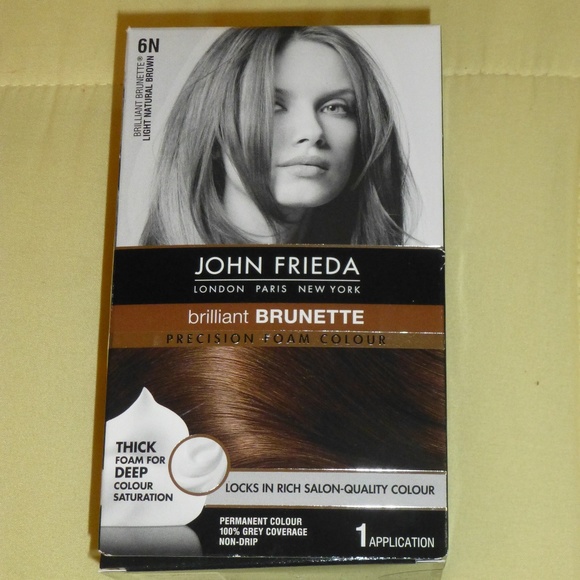 6N
BRILLIANT BRUNETTE®
LIGHT NATURAL BROWN
JOHN FRIEDA
LONDON PARIS NEW YORK
brilliant BRUNETTE
PRECISION FOAM COLOUR
THICK
FOAM FOR
DEEP
COLOUR
SATURATION
LOCKS IN RICH SALON-QUALITY COLOUR
PERMANENT COLOUR
100% GREY COVERAGE
NON-DRIP
1 APPLICATION